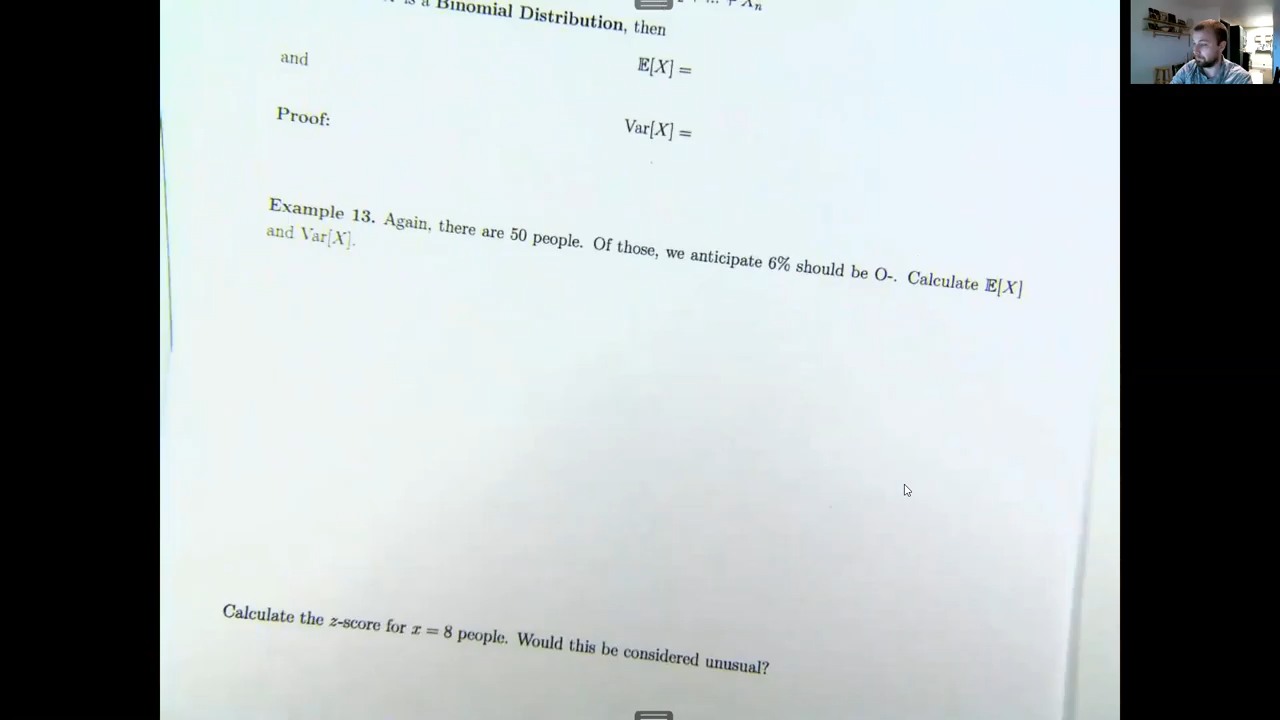 is a Binomial Distribution, then
and
E[X] =
Proof:
Var[X] =
Example 13. Again, there are 50 people. Of those, we anticipate 6% should be O-. Calculate E[X]
and Var[X].
Calculate the z-score for x = 8 people. Would this be considered unusual?